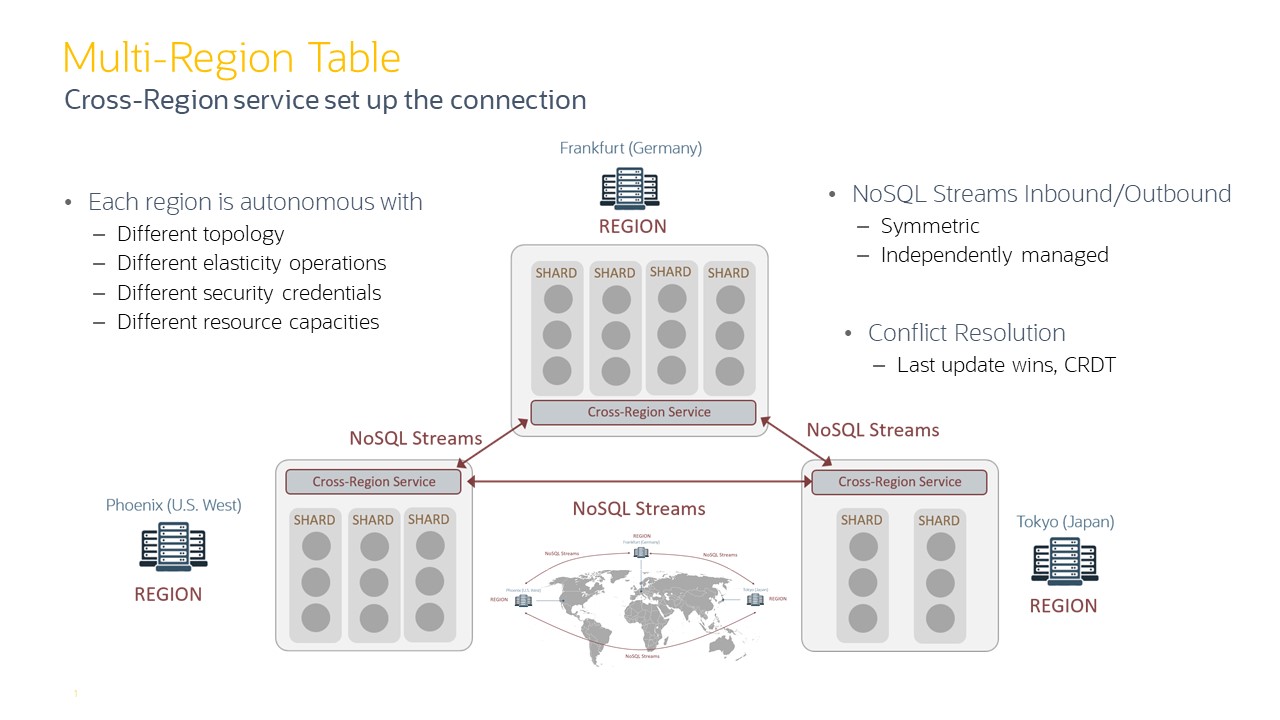 Multi-Region Table
Cross-Region service set up the connection
• Each region is autonomous with
– Different topology
– Different elasticity operations
– Different security credentials
– Different resource capacities
• NoSQL Streams Inbound/Outbound
– Symmetric
– Independently managed
• Conflict Resolution
– Last update wins, CRDT
Frankfurt (Germany)
REGION
SHARD SHARD SHARD SHARD
Cross-Region Service
NoSQL Streams
NoSQL Streams
Cross-Region Service
Cross-Region Service
NoSQL Streams
Phoenix (U.S. West)
REGION
SHARD SHARD SHARD
SHARD SHARD
Tokyo (Japan)
REGION
REGION
Frankfurt (Germany)
NoSQL Streams
NoSQL Streams
Phoenix (U.S. West)
REGION
Tokyo (Japan)
REGION
NoSQL Streams
1